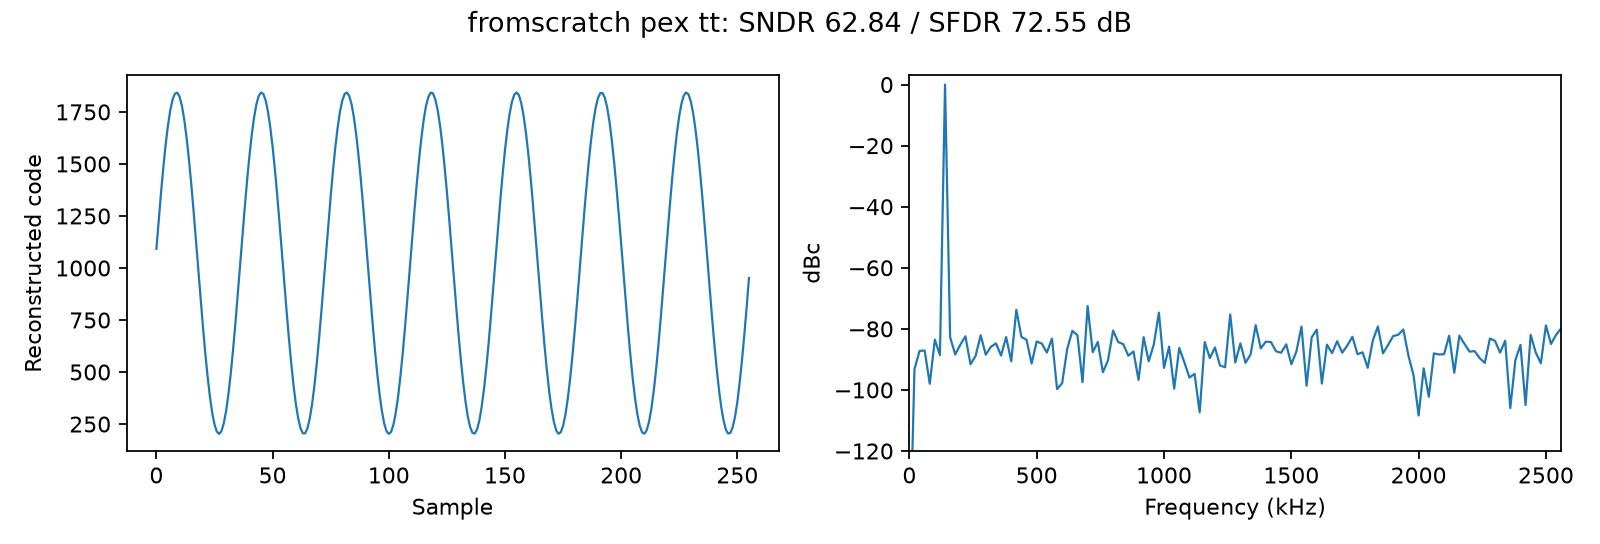 fromscratch pex tt: SNDR 62.84 / SFDR 72.55 dB
Reconstructed code
1750
1500
1250
1000
750
500
250
0 50 100 150 200 250
Sample
dBc
0
−20
−40
−60
−80
−100
−120
0 500 1000 1500 2000 2500
Frequency (kHz)